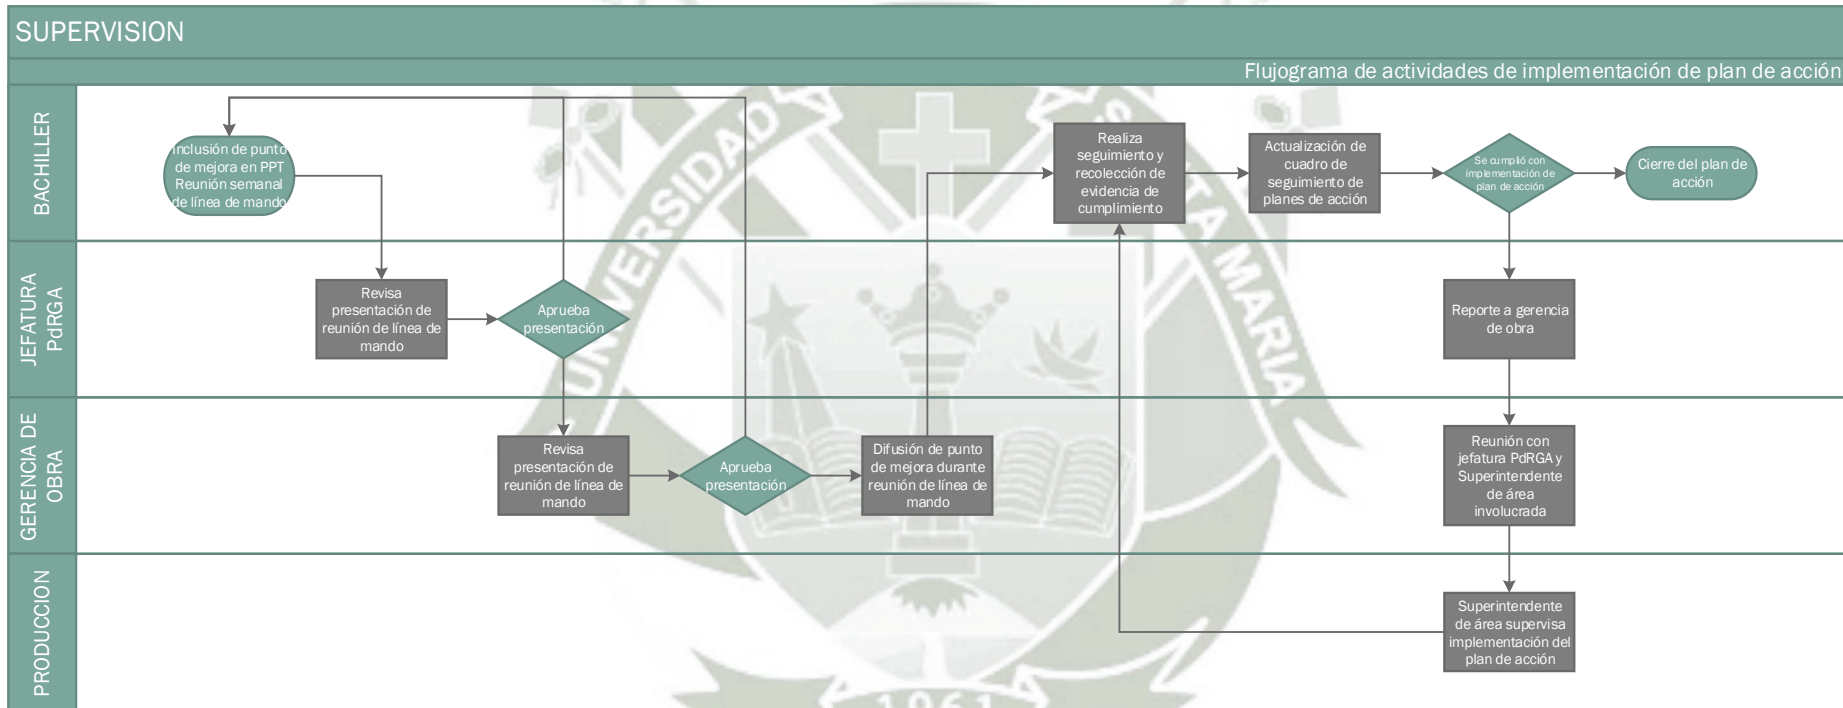 SUPERVISION
Flujograma de actividades de implementación de plan de acción
BACHILLER
Inclusión de punto
de mejora en PPT
Reunión semanal
de línea de mando
Realiza
seguimiento y
recolección de
evidencia de
cumplimiento
Actualización de
cuadro de
seguimiento de
planes de acción
Se cumplió con
implementación de
plan de acción
Cierre del plan de
acción
JEFATURA
PdRGA
Revisa
presentación de
reunión de línea de
mando
Aprueba
presentación
Reporte a gerencia
de obra
GERENCIA DE
OBRA
Revisa
presentación de
reunión de línea de
mando
Aprueba
presentación
Difusión de punto
de mejora durante
reunión de línea de
mando
Reunión con
jefatura PdRGA y
Superintendente
de área
involucrada
PRODUCCION
Superintendente
de área supervisa
implementación del
plan de acción
UNIVERSIDAD
TA MARIA
1961